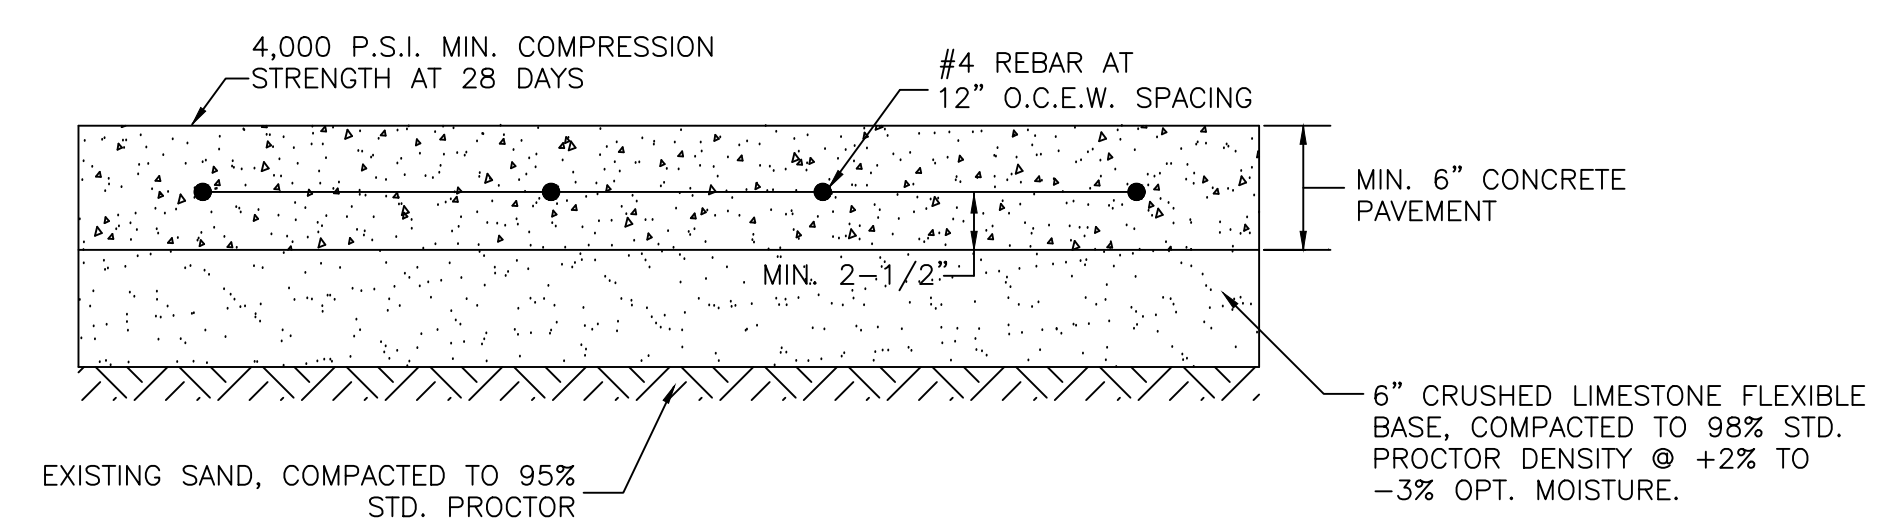 4,000 P.S.I. MIN. COMPRESSION
STRENGTH AT 28 DAYS
#4 REBAR AT
12” O.C.E.W. SPACING
MIN. 6” CONCRETE
PAVEMENT
MIN. 2-1/2”
6” CRUSHED LIMESTONE FLEXIBLE
BASE, COMPACTED TO 98% STD.
PROCTOR DENSITY @ +2% TO
-3% OPT. MOISTURE.
EXISTING SAND, COMPACTED TO 95%
STD. PROCTOR